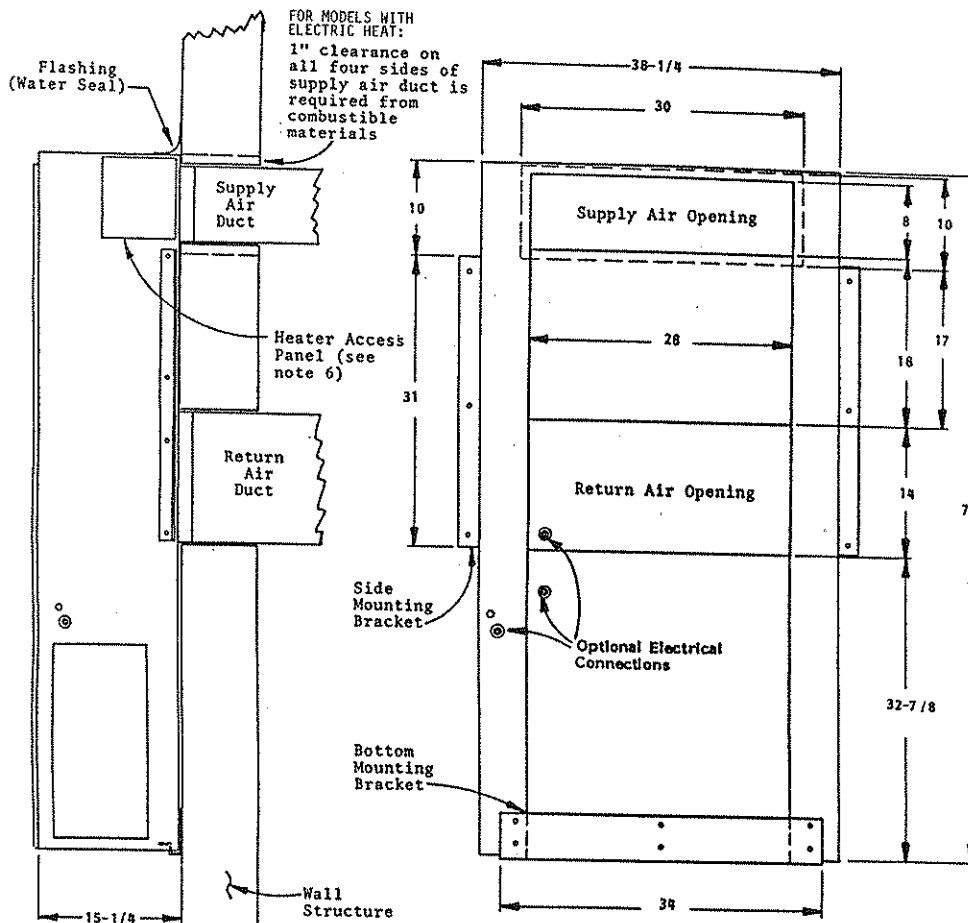 FOR MODELS WITH
ELECTRIC HEAT:
1" clearance on
all four sides of
supply air duct is
required from
combustible
materials
Flashing
(Water Seal)
38-1/4
30
Supply
Air
Duct
10
Supply Air Opening
8
10
Heater Access
Panel (see
note 6)
31
28
18
17
Return
Air
Duct
Return Air Opening
14
7
Side
Mounting
Bracket
Optional Electrical
Connections
32-7/8
Bottom
Mounting
Bracket
15-1/4
Wall
Structure
34